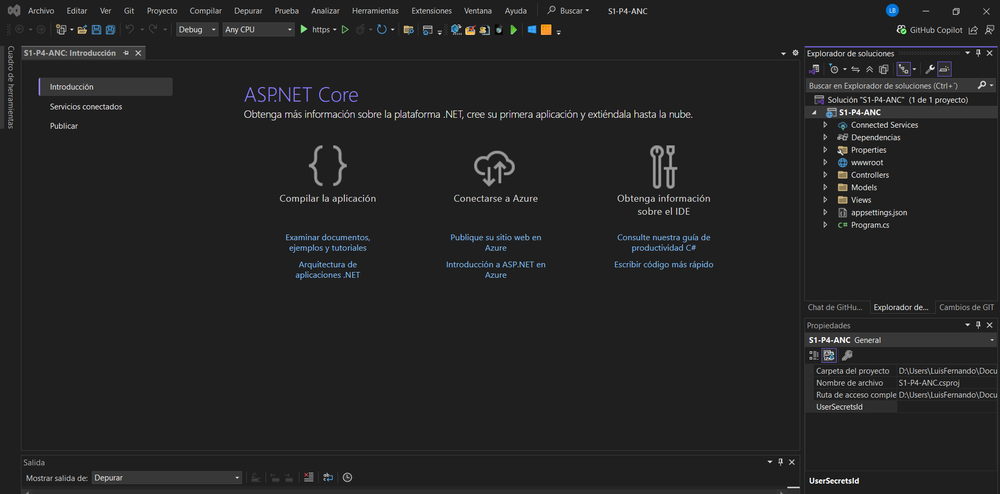 Archivo Editar Ver Git Proyecto Compilar Depurar Prueba Analizar Herramientas Extensiones Ventana Ayuda Buscar S1-P4-ANC LB
Debug Any CPU https GitHub Copilot
Cuadro de herramientas
S1-P4-ANC: Introducción
Introducción
Servicios conectados
Publicar
ASP.NET Core
Obtenga más información sobre la plataforma .NET, cree su primera aplicación y extiéndala hasta la nube.
Compilar la aplicación
Examinar documentos,
ejemplos y tutoriales
Arquitectura de
aplicaciones .NET
Conectarse a Azure
Publique su sitio web en
Azure
Introducción a ASP.NET en
Azure
Obtenga información
sobre el IDE
Consulte nuestra guía de
productividad C#
Escribir código más rápido
Explorador de soluciones
Buscar en Explorador de soluciones (Ctrl+´)
Solución "S1-P4-ANC" (1 de 1 proyecto)
S1-P4-ANC
Connected Services
Dependencias
Properties
wwwroot
Controllers
Models
Views
appsettings.json
C# Program.cs
Chat de GitHu... Explorador de... Cambios de GIT
Propiedades
S1-P4-ANC General
Carpeta del proyecto D:\Users\LuisFernando\Docu
Nombre de archivo S1-P4-ANC.csproj
Ruta de acceso comple D:\Users\LuisFernando\Docu
UserSecretsId
UserSecretsId
Salida
Mostrar salida de: Depurar